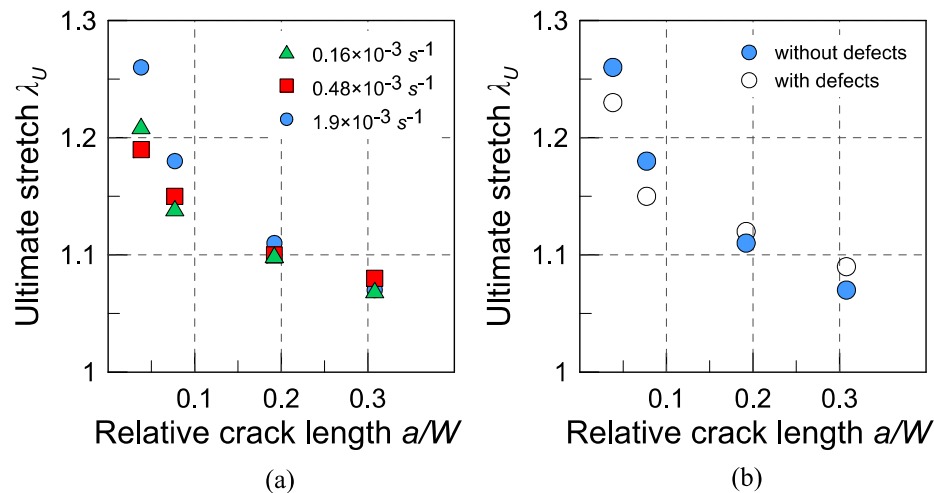 1.3
1.2
1.1
1
Ultimate stretch λU
0.16×10-3 s-1
0.48×10-3 s-1
1.9×10-3 s-1
0.1 0.2 0.3
Relative crack length a/W
(a)
1.3
1.2
1.1
1
Ultimate stretch λU
without defects
with defects
0.1 0.2 0.3
Relative crack length a/W
(b)